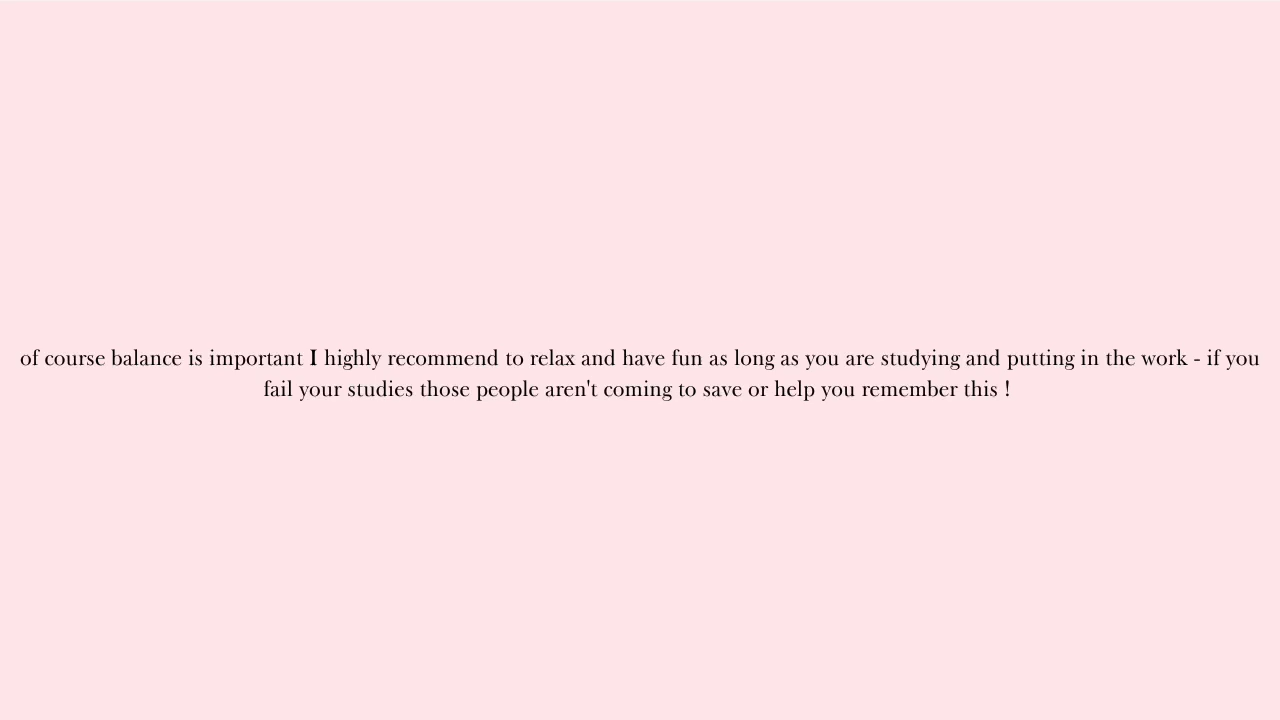 of course balance is important I highly recommend to relax and have fun as long as you are studying and putting in the work - if you
fail your studies those people aren't coming to save or help you remember this !